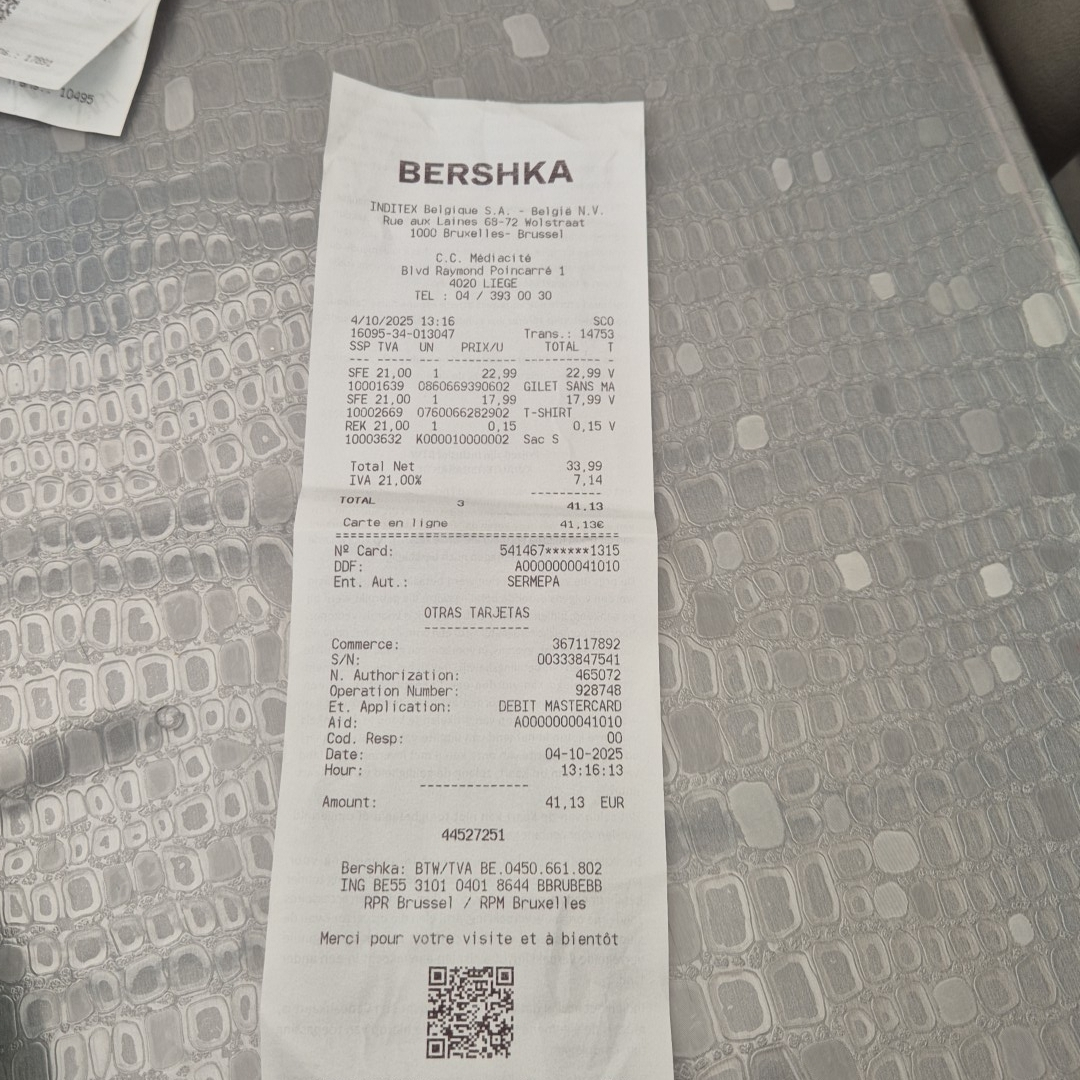 10495
BERSHKA
INDITEX Belgique S.A. - België N.V.
Rue aux Laines 68-72 Wolstraat
1000 Bruxelles- Brussel
C.C. Médiacité
Blvd Raymond Poincarré 1
4020 LIEGE
TEL : 04 / 393 00 30
4/10/2025 13:16 SCO
16095-34-013047 Trans.: 14753
SSP TVA UN PRIX/U TOTAL T
--- ----- --- ---------- ----------- -
SFE 21,00 1 22,99 22,99 V
10001639 0860669390602 GILET SANS MA
SFE 21,00 1 17,99 17,99 V
10002669 0760066282902 T-SHIRT
REK 21,00 1 0,15 0,15 V
10003632 K000010000002 Sac S
Total Net 33,99
IVA 21,00% 7,14
----------
TOTAL 3 41,13
Carte en ligne 41,13€
========================================
Nº Card: 541467******1315
DDF: A0000000041010
Ent. Aut.: SERMEPA
OTRAS TARJETAS
--------------
Commerce: 367117892
S/N: 00333847541
N. Authorization: 465072
Operation Number: 928748
Et. Application: DEBIT MASTERCARD
Aid: A0000000041010
Cod. Resp: 00
Date: 04-10-2025
Hour: 13:16:13
--------------
Amount: 41,13 EUR
44527251
Bershka: BTW/TVA BE.0450.661.802
ING BE55 3101 0401 8644 BBRUBEBB
RPR Brussel / RPM Bruxelles
Merci pour votre visite et à bientôt